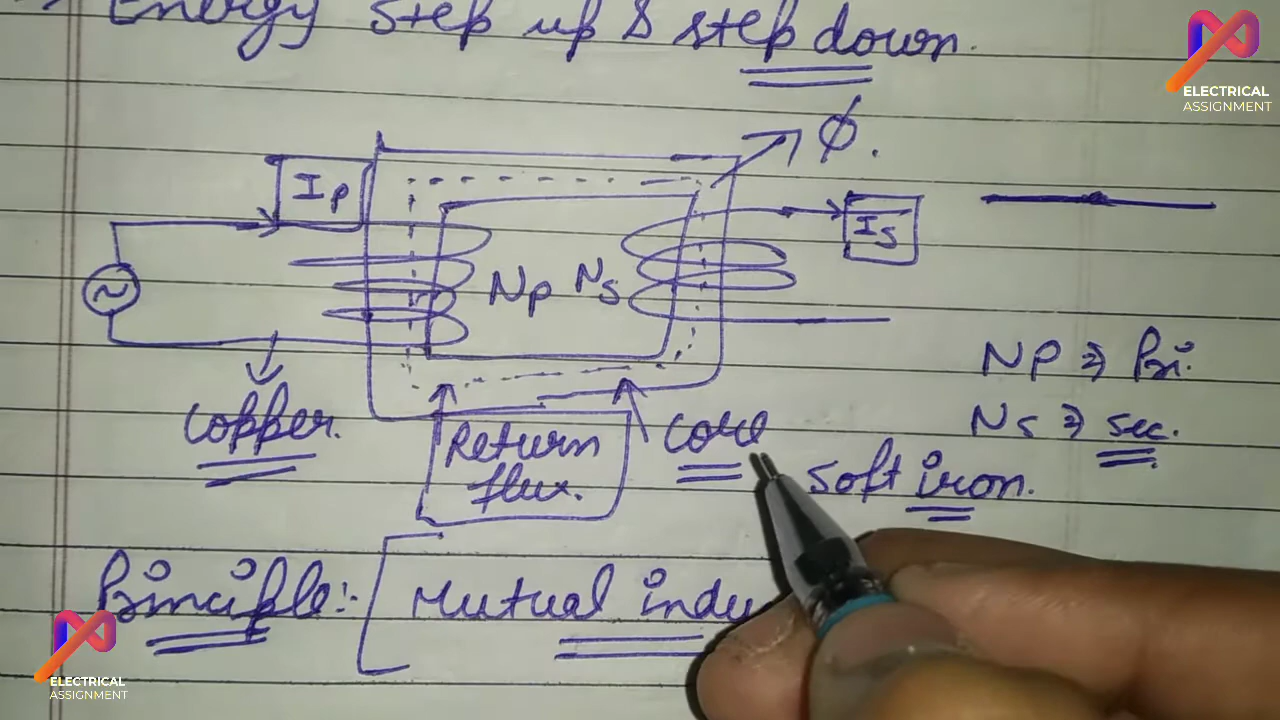 Energy step up & step down.
ELECTRICAL
ASSIGNMENT
ϕ.
IP
IS
NP NS
NP ⇒ Pri.
NS ⇒ sec.
copper.
Return
flux.
core
soft iron.
Principle:-
Mutual indu
ELECTRICAL
ASSIGNMENT